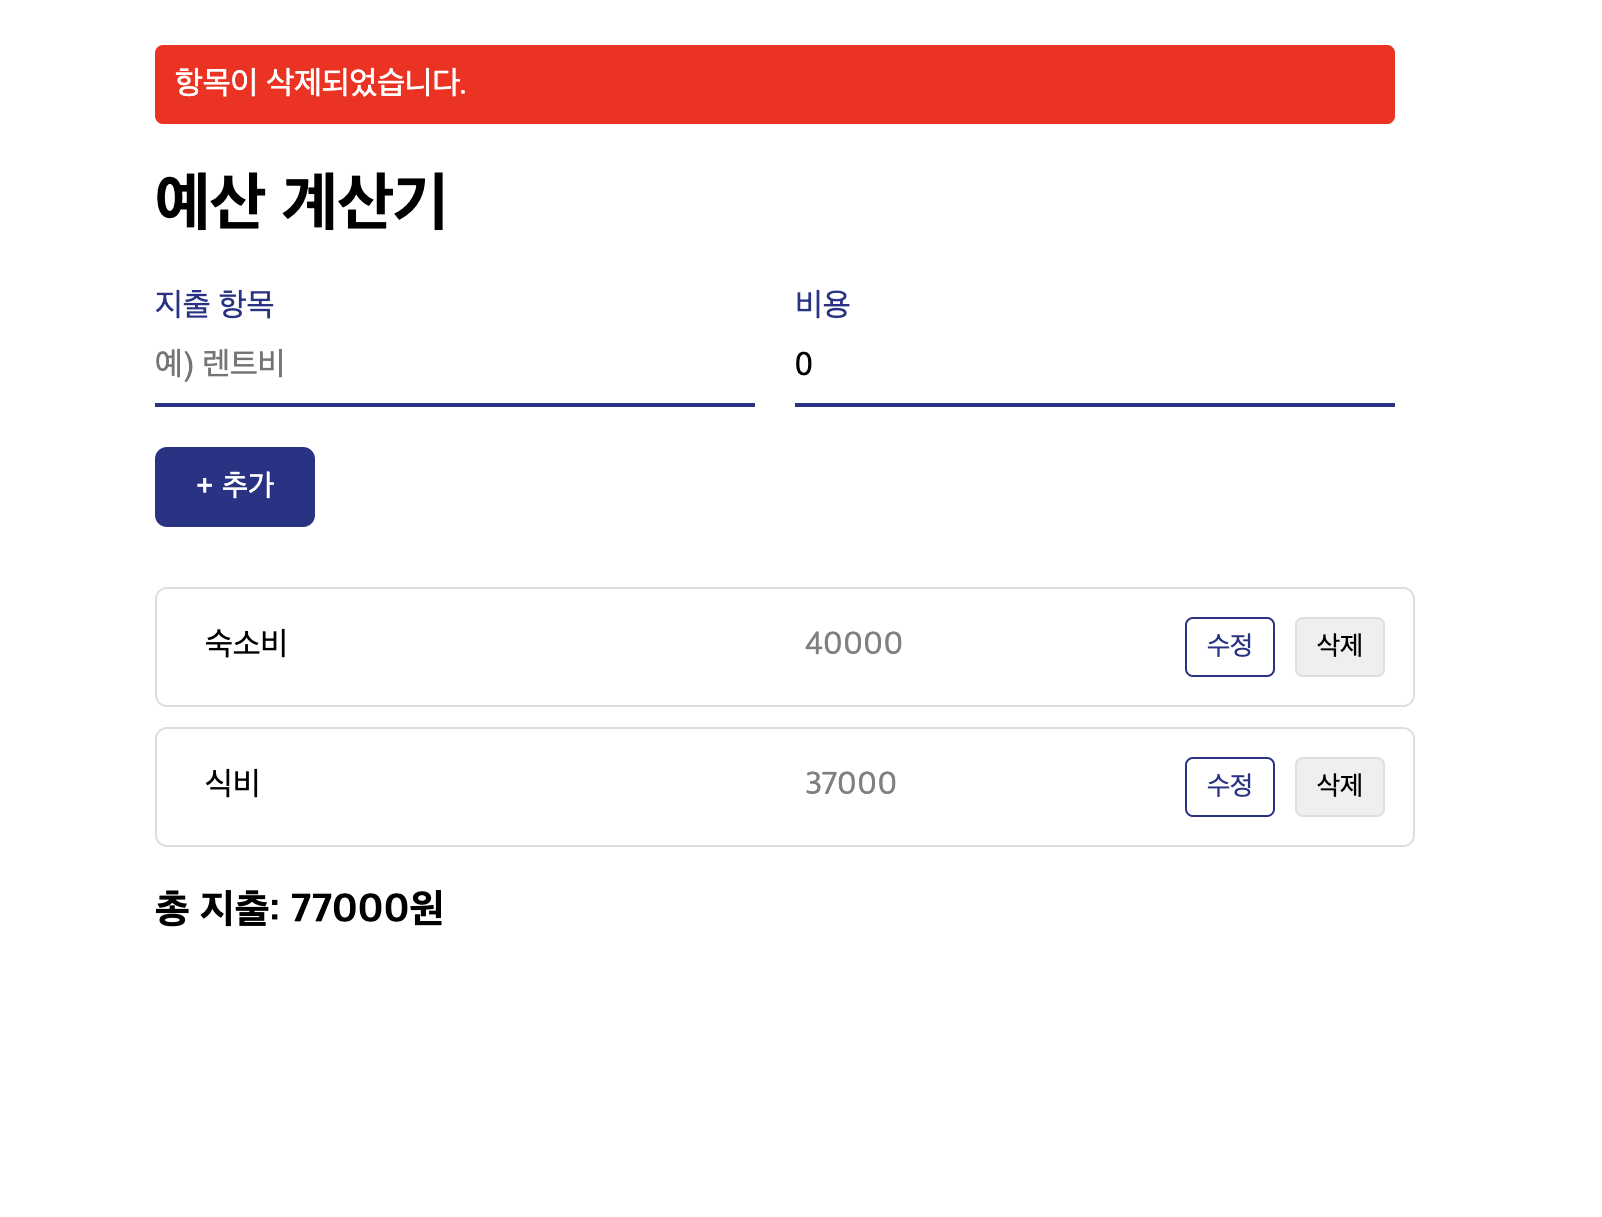 항목이 삭제되었습니다.
예산 계산기
지출 항목 비용
예) 렌트비 0
+ 추가
숙소비 40000 수정 삭제
식비 37000 수정 삭제
총 지출: 77000원